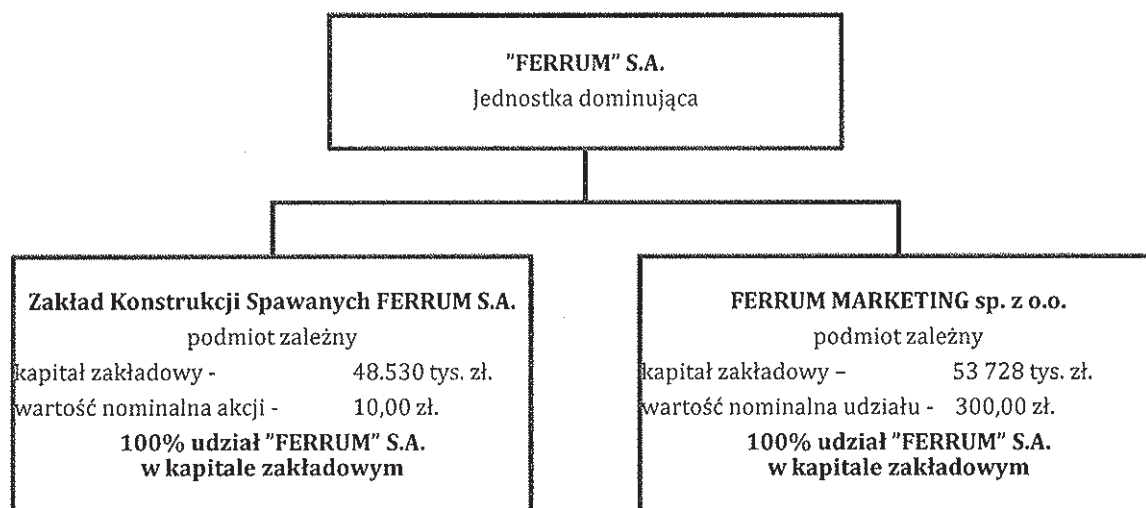 "FERRUM" S.A.
Jednostka dominująca
Zakład Konstrukcji Spawanych FERRUM S.A.
podmiot zależny
kapitał zakładowy - 48.530 tys. zł.
wartość nominalna akcji - 10,00 zł.
100% udział "FERRUM" S.A.
w kapitale zakładowym
FERRUM MARKETING sp. z o.o.
podmiot zależny
kapitał zakładowy – 53 728 tys. zł.
wartość nominalna udziału - 300,00 zł.
100% udział "FERRUM" S.A.
w kapitale zakładowym